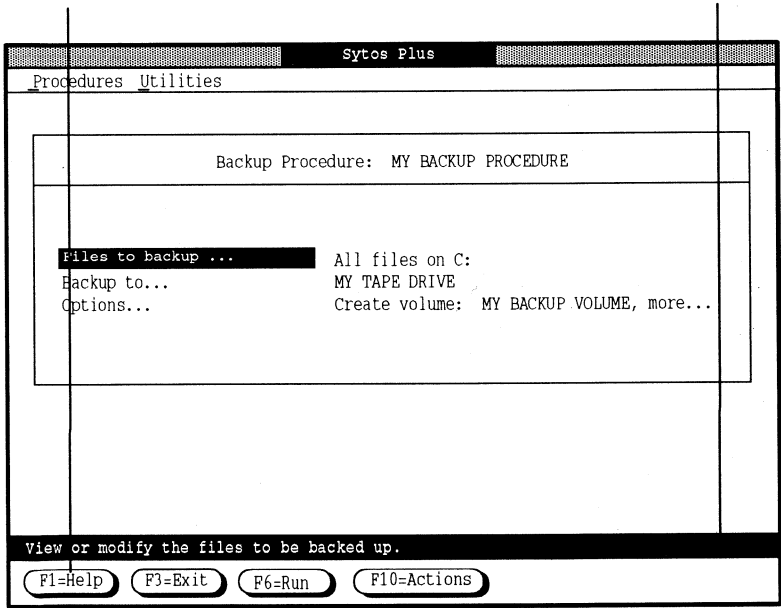 Sytos Plus
Procedures Utilities
Backup Procedure: MY BACKUP PROCEDURE
Files to backup ... All files on C:
Backup to... MY TAPE DRIVE
Options... Create volume: MY BACKUP VOLUME, more...
View or modify the files to be backed up.
F1=Help F3=Exit F6=Run F10=Actions